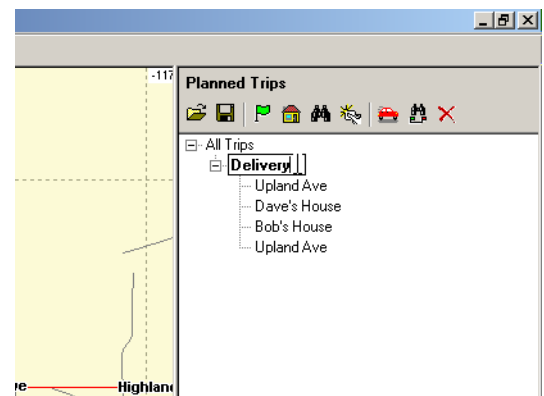 -117
Planned Trips
All Trips
Delivery
Upland Ave
Dave's House
Bob's House
Upland Ave
Highlan